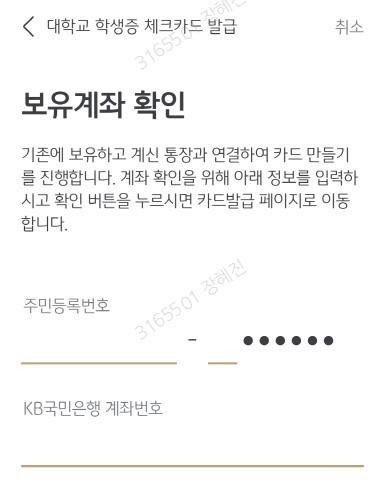 대학교 학생증 체크카드 발급 취소
보유계좌 확인
기존에 보유하고 계신 통장과 연결하여 카드 만들기
를 진행합니다. 계좌 확인을 위해 아래 정보를 입력하
시고 확인 버튼을 누르시면 카드발급 페이지로 이동
합니다.
3165501 장혜진
주민등록번호
- ●●●●●●
KB국민은행 계좌번호